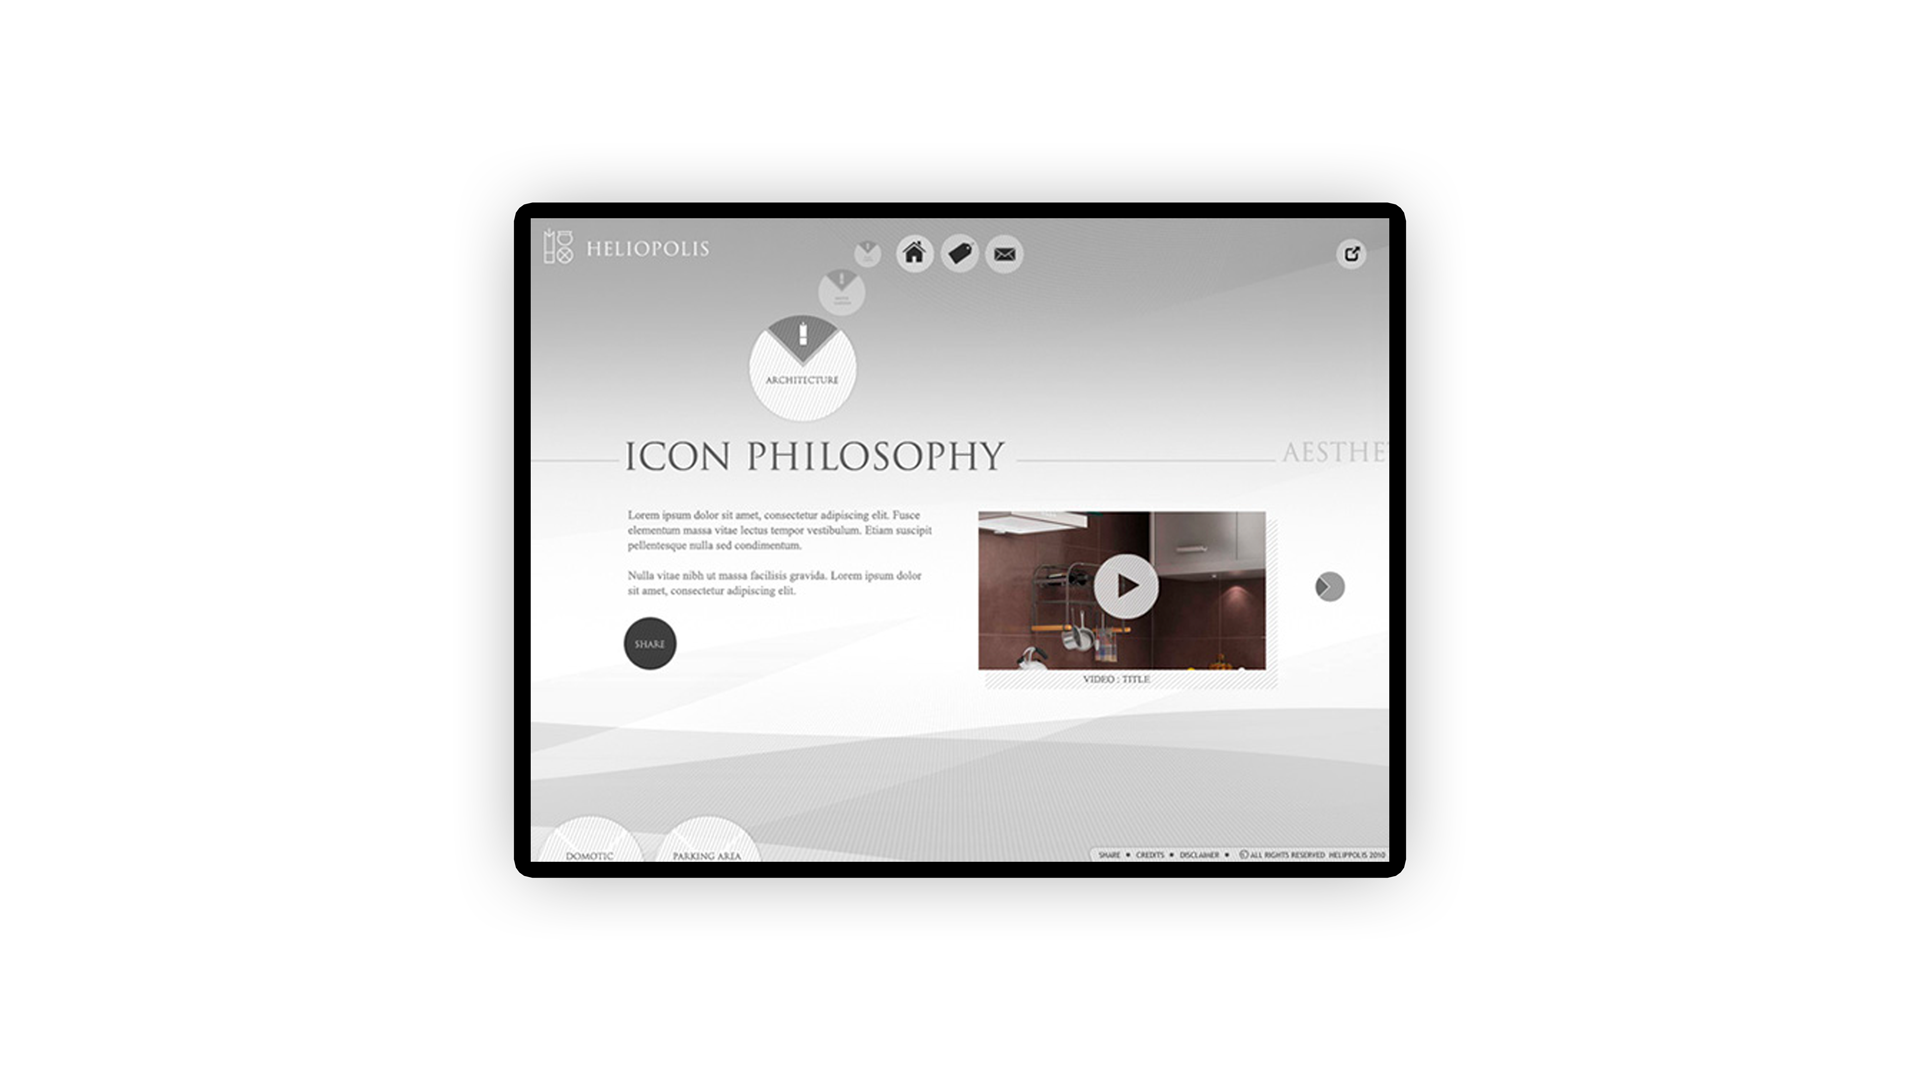 HELIOPOLIS
ARCHITECTURE
ICON PHILOSOPHY
AESTHE
Lorem ipsum dolor sit amet, consectetur adipiscing elit. Fusce
elementum massa vitae lectus tempor vestibulum. Etiam suscipit
pellentesque nulla sed condimentum.
Nulla vitae nibh ut massa facilisis gravida. Lorem ipsum dolor
sit amet, consectetur adipiscing elit.
SHARE
VIDEO : TITLE
DOMOTIC
PARKING AREA
SHARE • CREDITS • DISCLAIMER • © ALL RIGHTS RESERVED HELIPPOLIS 2010